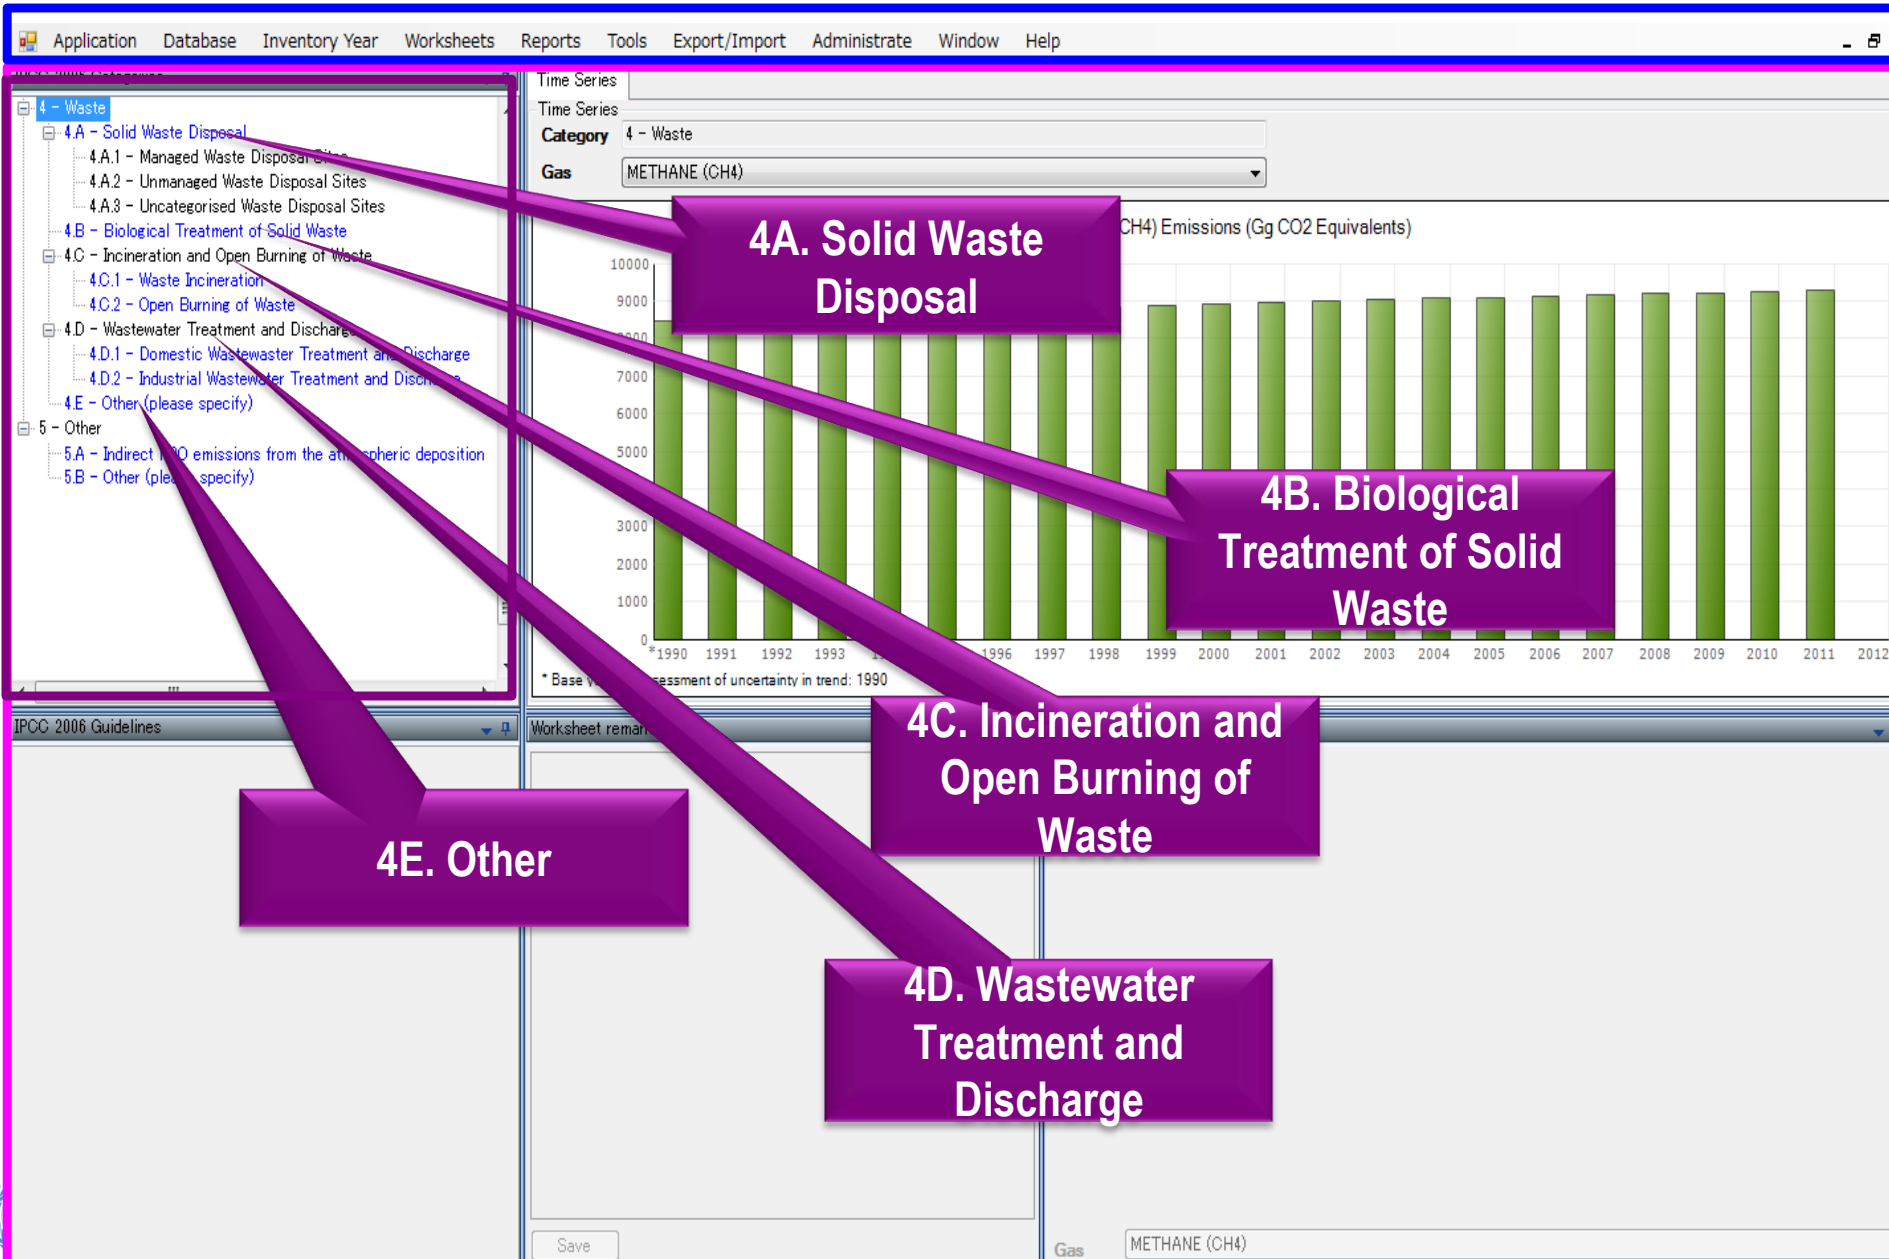 Application Database Inventory Year Worksheets Reports Tools Export/Import Administrate Window Help
4 - Waste
4.A - Solid Waste Disposal
4.A.1 - Managed Waste Disposal Sites
4.A.2 - Unmanaged Waste Disposal Sites
4.A.3 - Uncategorised Waste Disposal Sites
4.B - Biological Treatment of Solid Waste
4.C - Incineration and Open Burning of Waste
4.C.1 - Waste Incineration
4.C.2 - Open Burning of Waste
4.D - Wastewater Treatment and Discharge
4.D.1 - Domestic Wastewaster Treatment and Discharge
4.D.2 - Industrial Wastewater Treatment and Discharge
4.E - Other (please specify)
5 - Other
5.A - Indirect emissions from the atmospheric deposition
5.B - Other (please specify)
Time Series
Time Series
Category 4 - Waste
Gas METHANE (CH4)
CH4) Emissions (Gg CO2 Equivalents)
10000
9000
7000
6000
5000
3000
2000
1000
0
*1990 1991 1992 1993 1996 1997 1998 1999 2000 2001 2002 2003 2004 2005 2006 2007 2008 2009 2010 2011 2012
* Base assessment of uncertainty in trend: 1990
4A. Solid Waste
Disposal
4B. Biological
Treatment of Solid
Waste
4C. Incineration and
Open Burning of
Waste
4D. Wastewater
Treatment and
Discharge
4E. Other
IPCC 2006 Guidelines
Worksheet
Save
Gas METHANE (CH4)